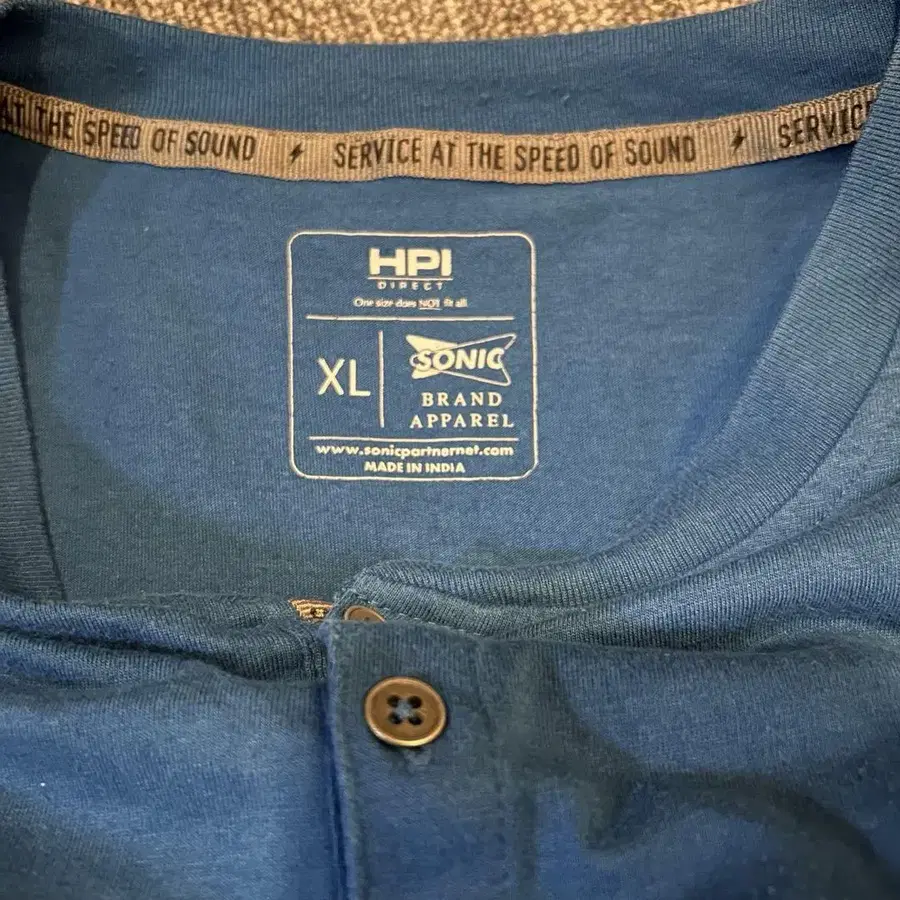 AT THE SPEED OF SOUND SERVICE AT THE SPEED OF SOUND SERVIC
HPI
DIRECT
One size does NOT fit all
XL
SONIC
BRAND
APPAREL
www.sonicpartnernet.com
MADE IN INDIA